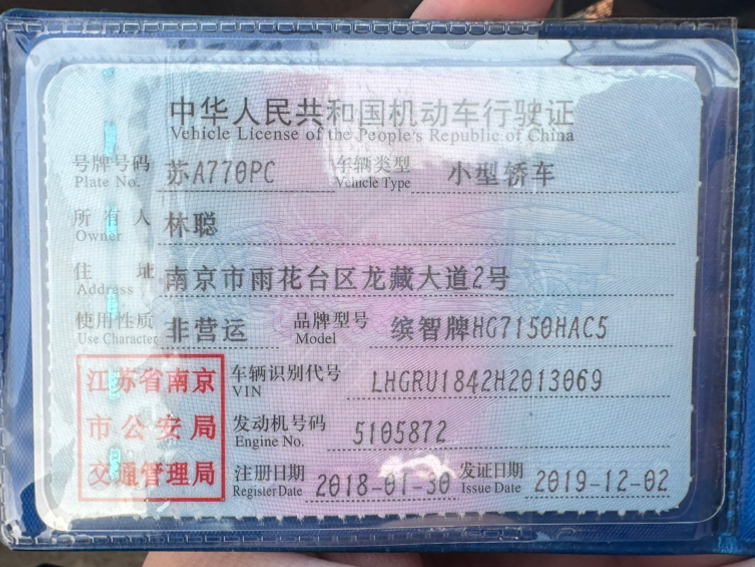 中华人民共和国机动车行驶证
Vehicle License of the People's Republic of China
号牌号码 苏A770PC 车辆类型 小型轿车
Plate No. Vehicle Type
所有人 林聪
Owner
住址 南京市雨花台区龙藏大道2号
Address
使用性质 非营运 品牌型号 缤智牌HG7150HAC5
Use Character Model
江苏省南京
市公安局
交通管理局
车辆识别代号 LHGRU1842H2013069
VIN
发动机号码 5105872
Engine No.
注册日期 2018-01-30 发证日期 2019-12-02
Register Date Issue Date